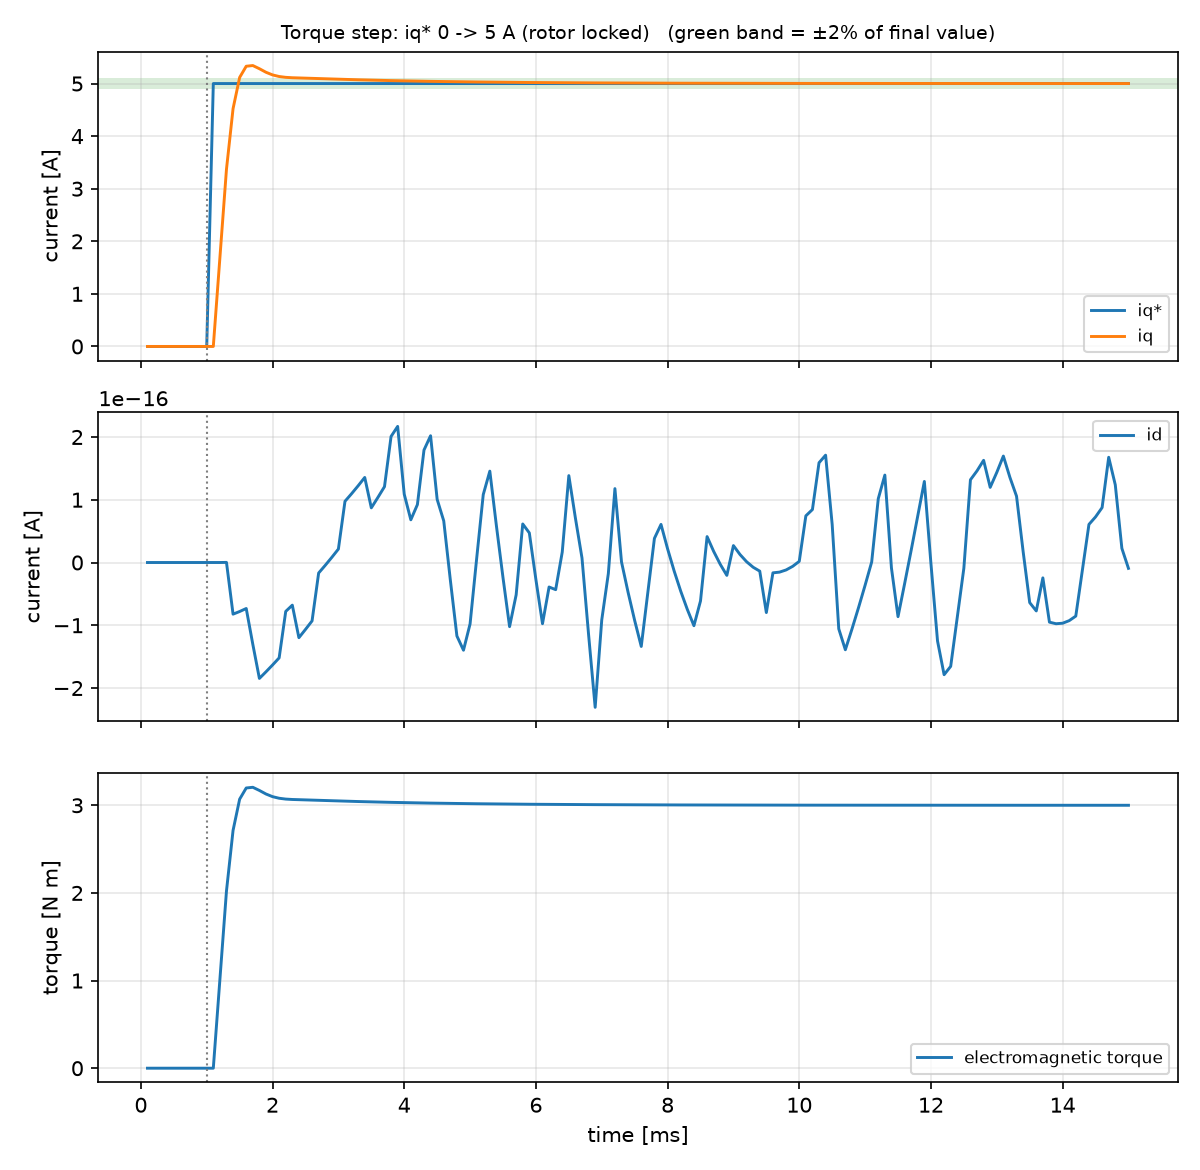 Torque step: iq* 0 -> 5 A (rotor locked)   (green band = ±2% of final value)
5
4
3
2
1
0
current [A]
iq*
iq
1e−16
2
1
0
−1
−2
current [A]
id
3
2
1
0
torque [N m]
electromagnetic torque
0 2 4 6 8 10 12 14
time [ms]